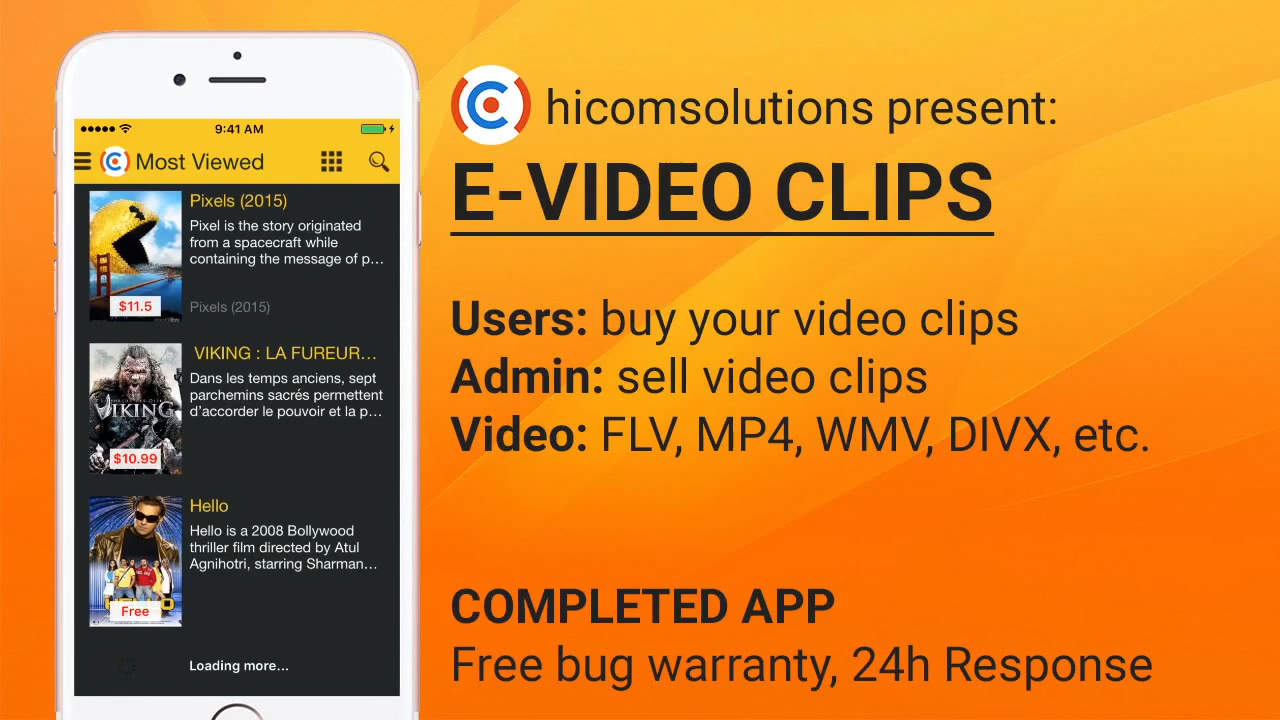 9:41 AM
Most Viewed
Pixels (2015)
Pixel is the story originated
from a spacecraft while
containing the message of p...
$11.5
Pixels (2015)
VIKING : LA FUREUR...
Dans les temps anciens, sept
parchemins sacrés permettent
d'accorder le pouvoir et la p...
VIKING
$10.99
Hello
Hello is a 2008 Bollywood
thriller film directed by Atul
Agnihotri, starring Sharman...
Free
Loading more...
hicomsolutions present:
E-VIDEO CLIPS
Users: buy your video clips
Admin: sell video clips
Video: FLV, MP4, WMV, DIVX, etc.
COMPLETED APP
Free bug warranty, 24h Response